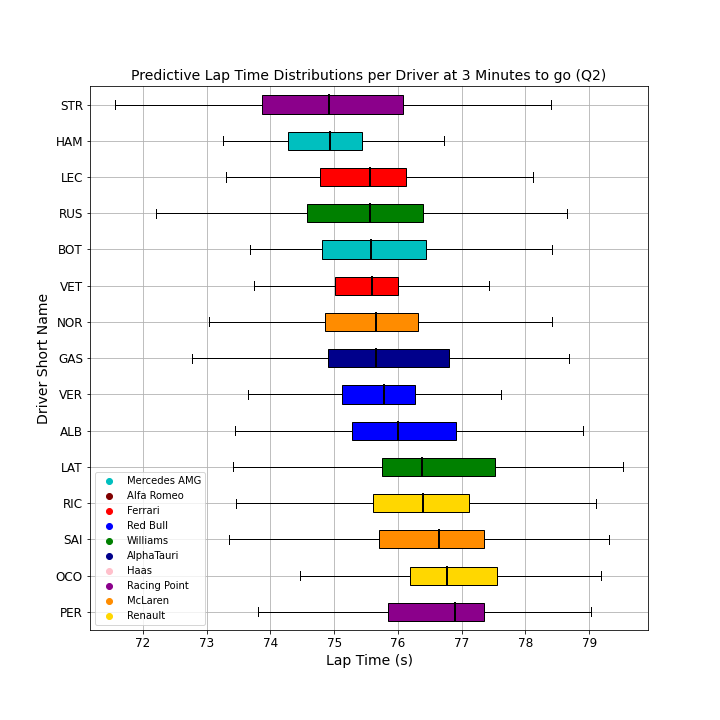 Predictive Lap Time Distributions per Driver at 3 Minutes to go (Q2)
Driver Short Name
STR
HAM
LEC
RUS
BOT
VET
NOR
GAS
VER
ALB
LAT
RIC
SAI
OCO
PER
Mercedes AMG
Alfa Romeo
Ferrari
Red Bull
Williams
AlphaTauri
Haas
Racing Point
McLaren
Renault
72 73 74 75 76 77 78 79
Lap Time (s)